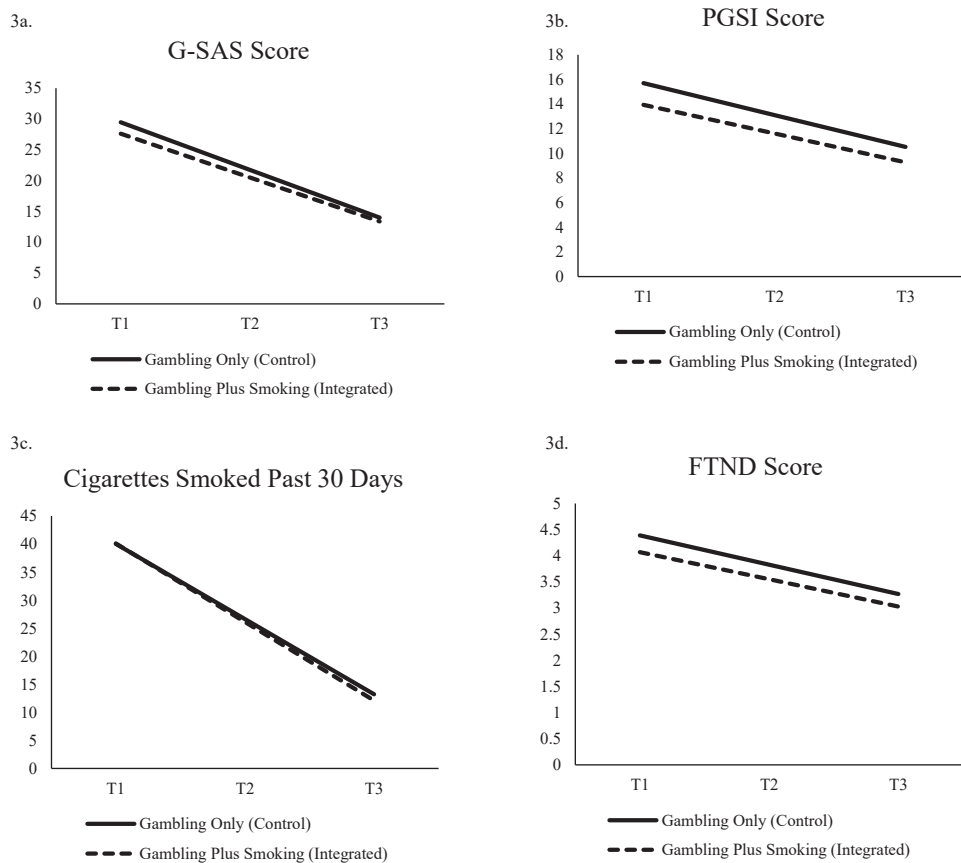 3a.
G-SAS Score
35
30
25
20
15
10
5
0
T1 T2 T3
Gambling Only (Control)
Gambling Plus Smoking (Integrated)
3b.
PGSI Score
18
16
14
12
10
8
6
4
2
0
T1 T2 T3
Gambling Only (Control)
Gambling Plus Smoking (Integrated)
3c.
Cigarettes Smoked Past 30 Days
45
40
35
30
25
20
15
10
5
0
T1 T2 T3
Gambling Only (Control)
Gambling Plus Smoking (Integrated)
3d.
FTND Score
5
4.5
4
3.5
3
2.5
2
1.5
1
0.5
0
T1 T2 T3
Gambling Only (Control)
Gambling Plus Smoking (Integrated)